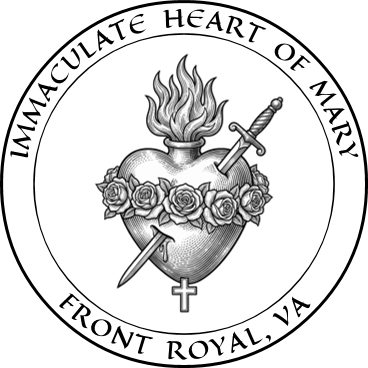 IMMACULATE HEART OF MARY
FRONT ROYAL, VA